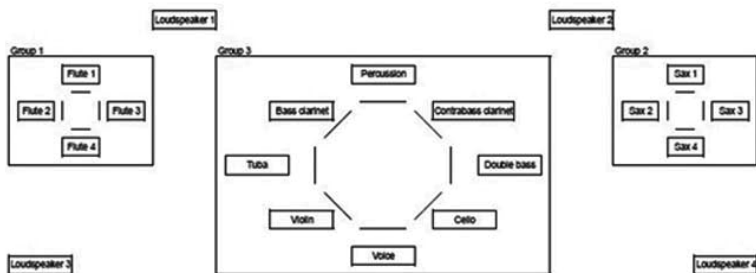 Loudspeaker 1
Loudspeaker 2
Group 1
Group 3
Group 2
Flute 1
Percussion
Sax 1
Flute 2
Flute 3
Bass clarinet
Contrabass clarinet
Sax 2
Sax 3
Flute 4
Sax 4
Tuba
Double bass
Violin
Cello
Voice
Loudspeaker 3
Loudspeaker 4